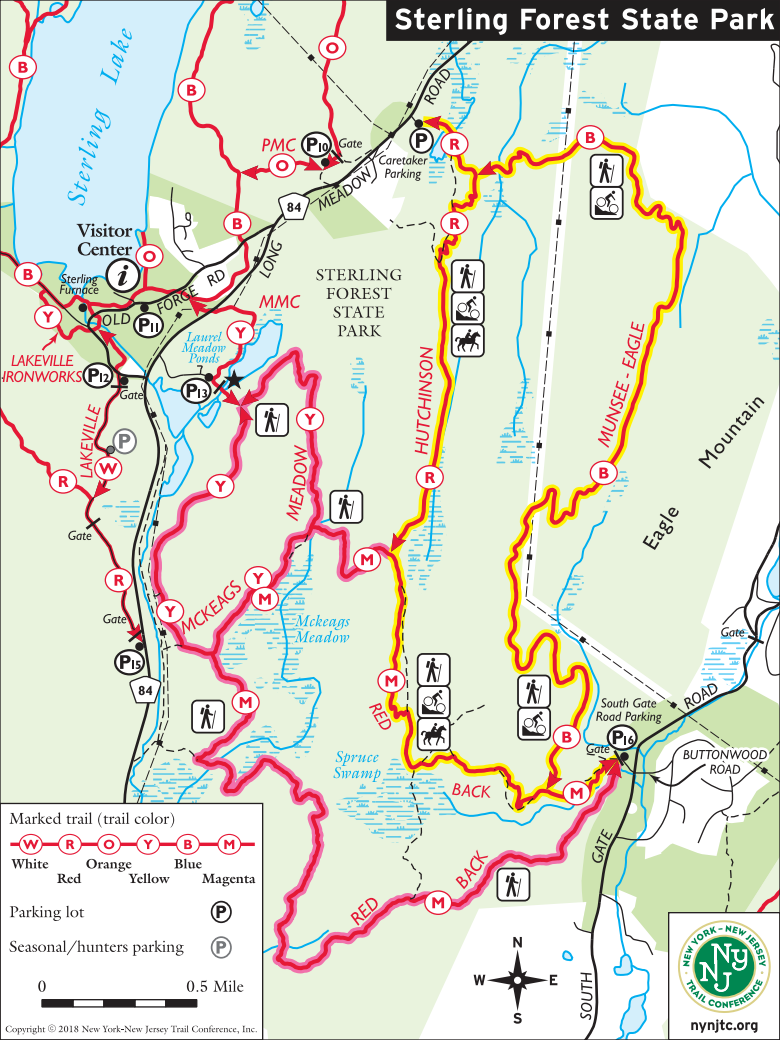 Sterling Forest State Park
B
O
Sterling Lake
B
ROAD
P10
Gate
P
R
B
PMC
O
Caretaker
Parking
84
MEADOW
B
R
Visitor
Center
i
O
LONG
STERLING
FOREST
STATE
PARK
B
Sterling
Furnace
OLD FORGE RD
Y
P11
MMC
Y
Laurel
Meadow
Ponds
LAKEVILLE
IRONWORKS
P12
Gate
P13
HUTCHINSON
MUNSEE - EAGLE
Mountain
Eagle
Y
LAKEVILLE
P
W
R
Y
MEADOW
R
B
Gate
M
R
Y
M
MCKEAGS
Y
Mckeags
Meadow
Gate
Gate
P15
84
M
RED
M
South Gate
Road Parking
ROAD
P16
B
Gate
BUTTONWOOD
ROAD
Spruce
Swamp
BACK
M
GATE
SOUTH
BACK
RED
M
Marked trail (trail color)
W R O Y B M
White Orange Blue
Red Yellow Magenta
Parking lot P
Seasonal/hunters parking P
0 0.5 Mile
Copyright © 2018 New York-New Jersey Trail Conference, Inc.
N
W E
S
NEW YORK - NEW JERSEY
NY
NJ
TRAIL CONFERENCE
nynjtc.org